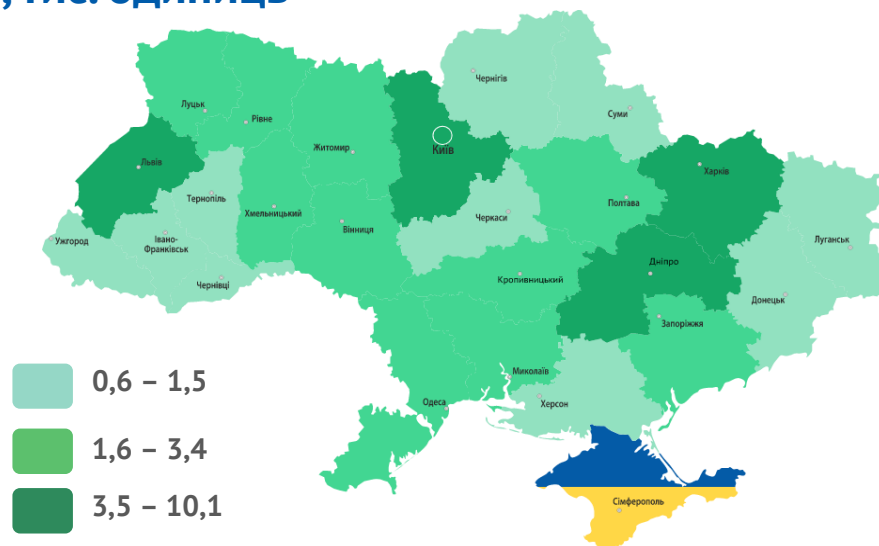 , тис. одиниць
Чернігів
Суми
Луцьк
Рівне
Київ
Житомир
Львів
Харків
Тернопіль
Полтава
Хмельницький
Черкаси
Вінниця
Ужгород
Івано-
Франківськ
Луганськ
Дніпро
Кропивницький
Чернівці
Донецьк
Запоріжжя
Миколаїв
Одеса
Херсон
Сімферополь
0,6 – 1,5
1,6 – 3,4
3,5 – 10,1